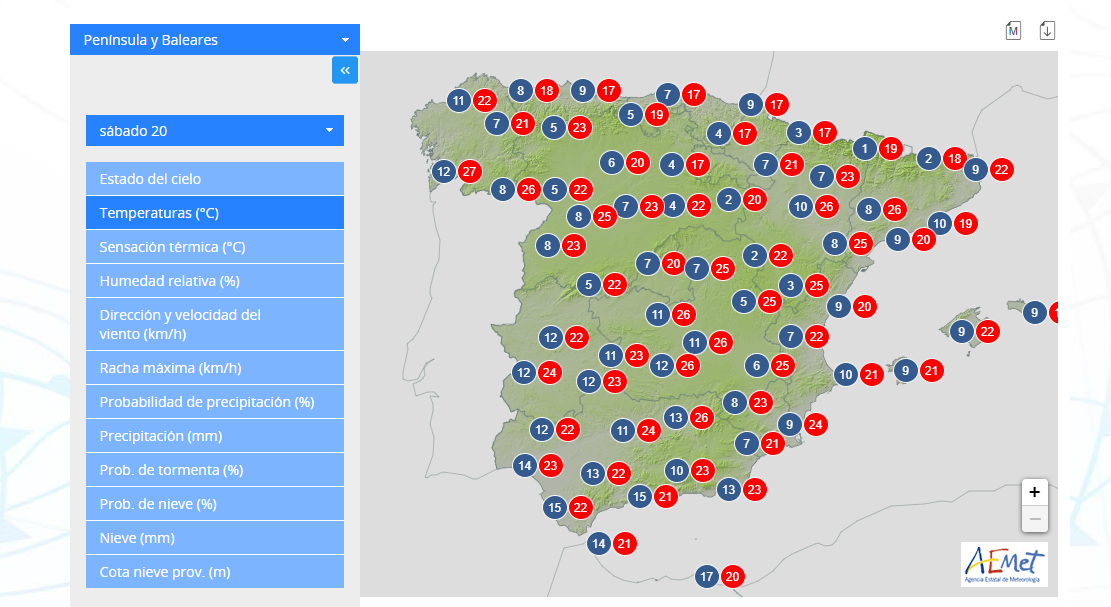 M
Península y Baleares
«
sábado 20
Estado del cielo
Temperaturas (°C)
Sensación térmica (°C)
Humedad relativa (%)
Dirección y velocidad del
viento (km/h)
Racha máxima (km/h)
Probabilidad de precipitación (%)
Precipitación (mm)
Prob. de tormenta (%)
Prob. de nieve (%)
Nieve (mm)
Cota nieve prov. (m)
11 22 8 18 9 17 7 17 9 17
7 21 5 23 5 19 4 17 3 17
1 19 2 18 9 22
12 27 6 20 4 17 7 21 7 23
8 26 5 22 8 25 7 23 4 22 2 20 10 26 8 26
10 19 9 20
8 23 7 20 7 25 2 22 8 25
5 22 3 25 5 25 9 20
11 26 9
12 22 11 26 7 22 9 22
12 24 11 23 12 26 6 25 10 21 9 21
12 23 8 23
12 22 11 24 13 26 9 24
7 21
14 23 13 22 10 23 13 23
15 22 15 21
14 21
17 20
+
−
AEMet
Agencia Estatal de Meteorología